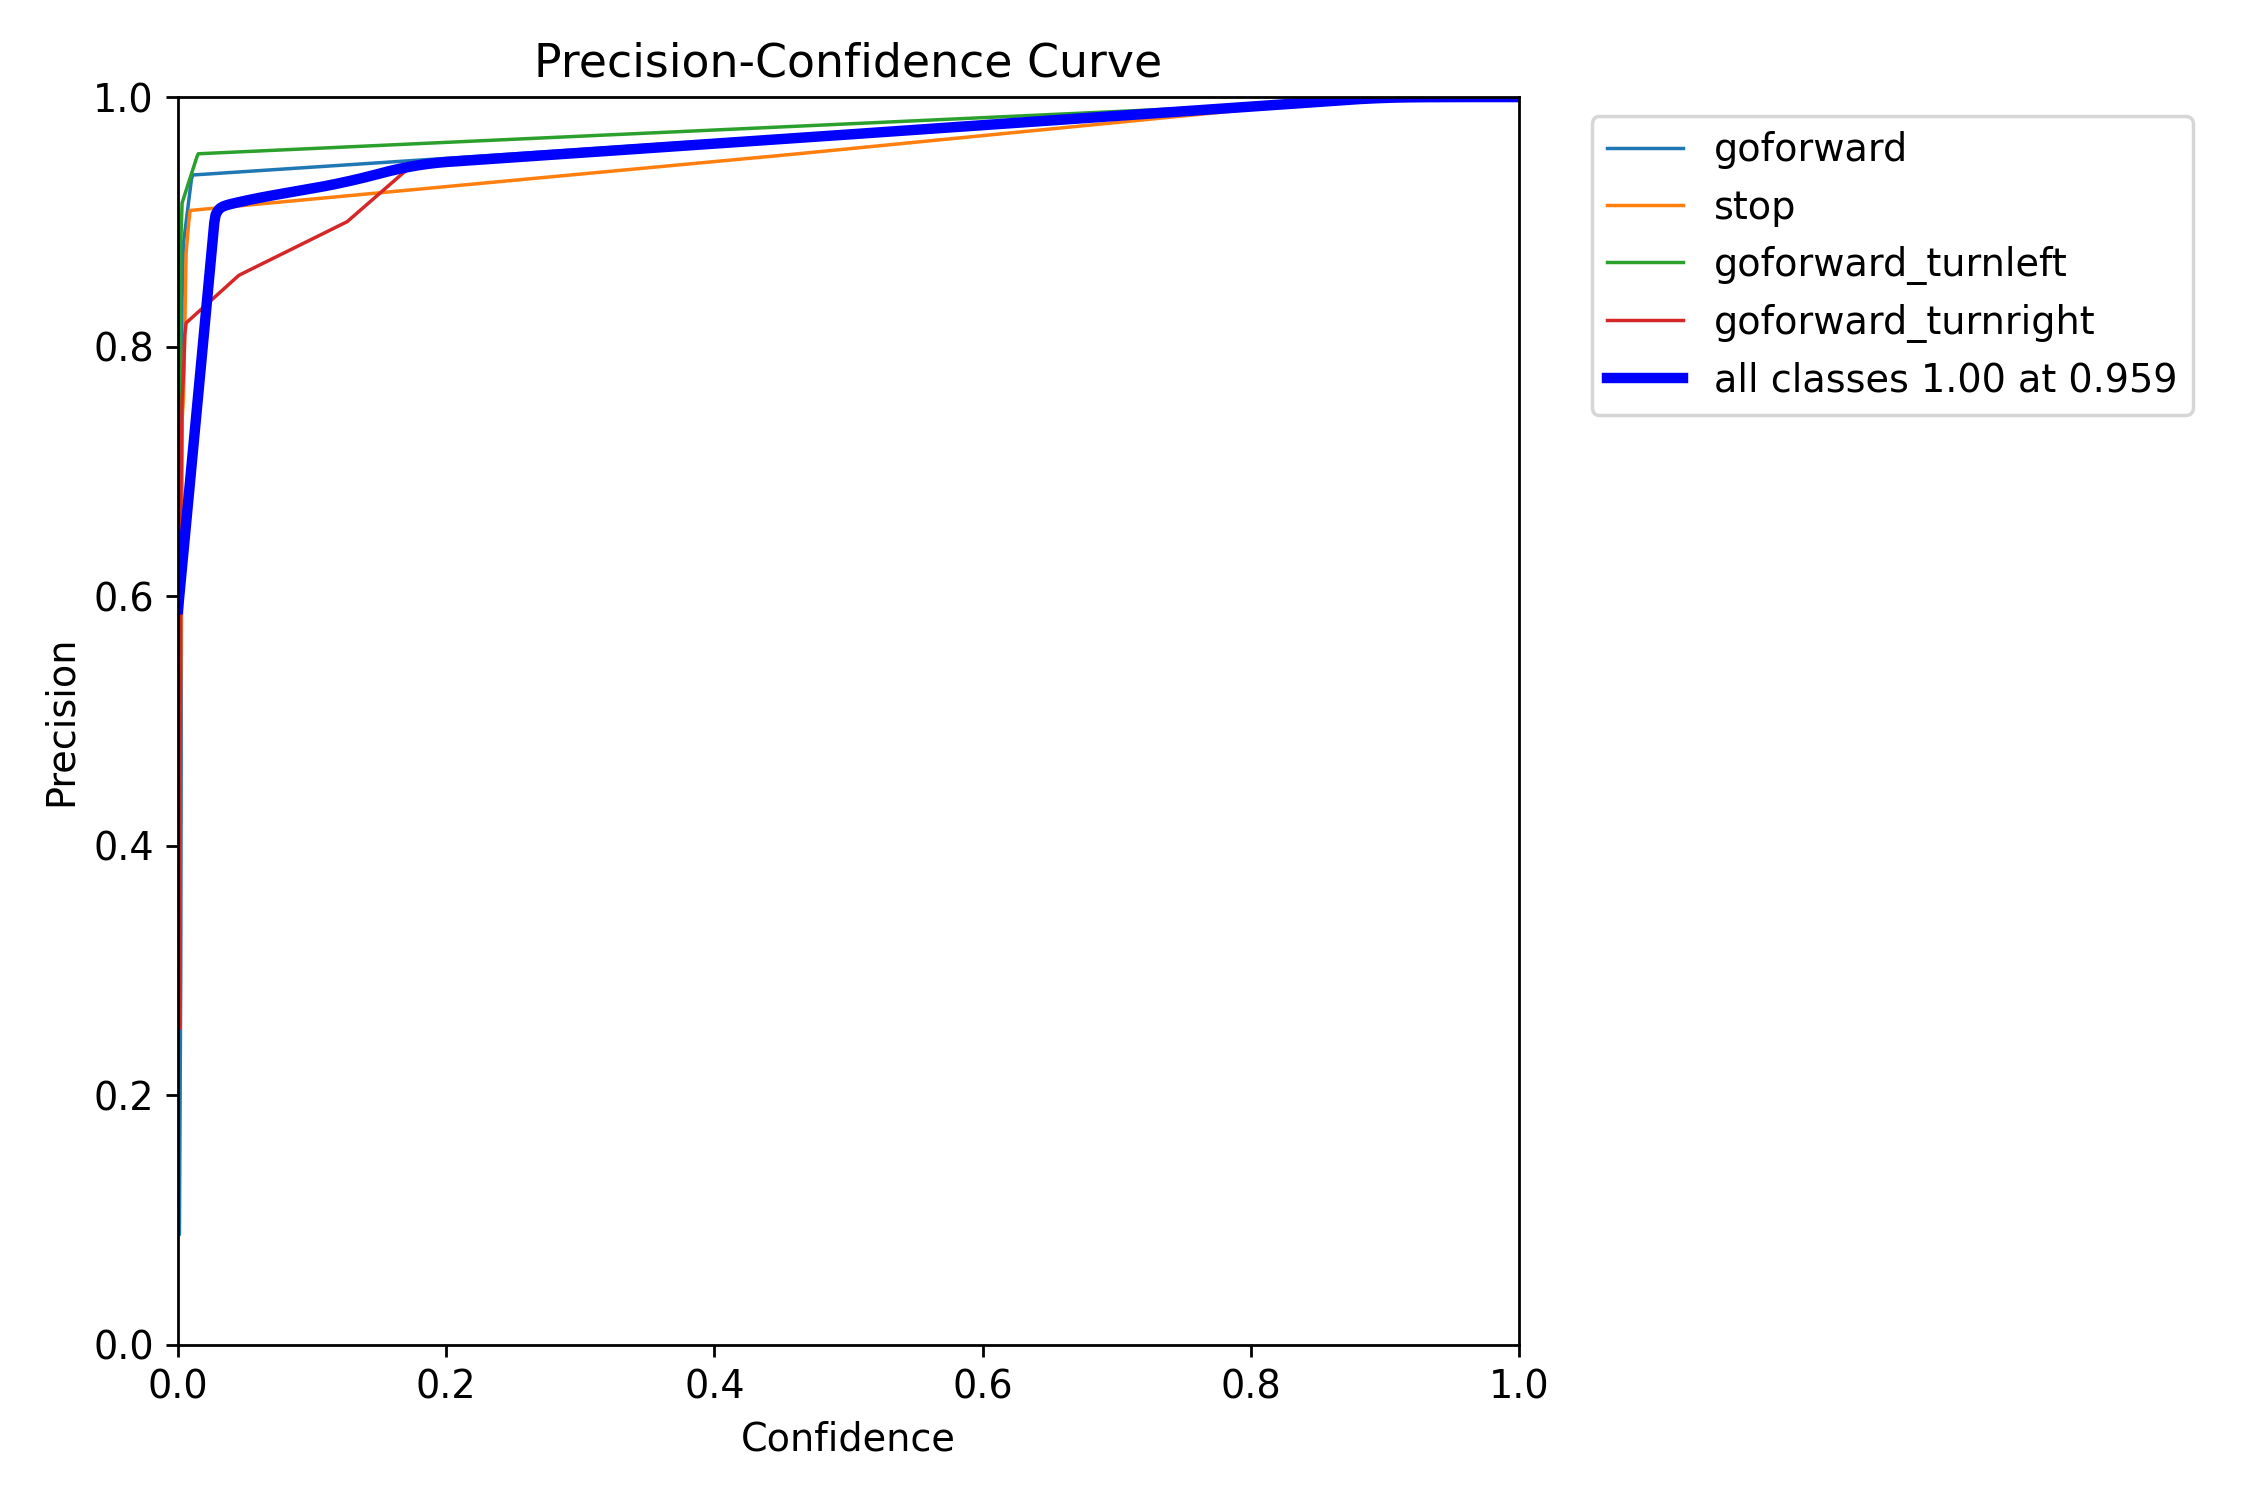 Precision-Confidence Curve
1.0
0.8
0.6
0.4
0.2
0.0
Precision
0.0 0.2 0.4 0.6 0.8 1.0
Confidence
goforward
stop
goforward_turnleft
goforward_turnright
all classes 1.00 at 0.959